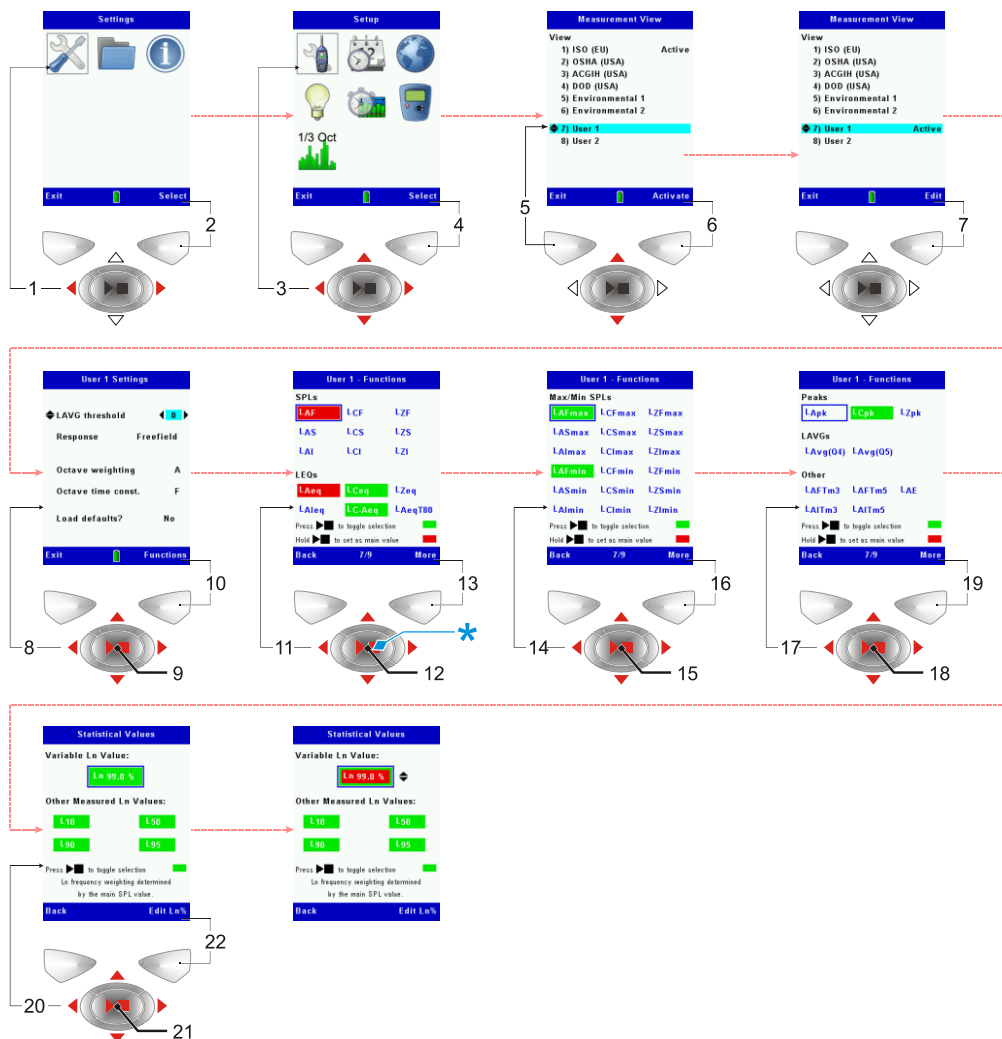 Settings
Exit
Select
1
2
Setup
1/3 Oct
Exit
Select
3
4
Measurement View
View
1) ISO (EU) Active
2) OSHA (USA)
3) ACGIH (USA)
4) DOD (USA)
5) Environmental 1
6) Environmental 2
7) User 1
8) User 2
Exit
Activate
5
6
Measurement View
View
1) ISO (EU)
2) OSHA (USA)
3) ACGIH (USA)
4) DOD (USA)
5) Environmental 1
6) Environmental 2
7) User 1 Active
8) User 2
Exit
Edit
7
User 1 Settings
LAVG threshold 0
Response Freefield
Octave weighting A
Octave time const. F
Load defaults? No
Exit
Functions
8
9
10
User 1 - Functions
SPLs
LAF LCF LZF
LAS LCS LZS
LAI LCI LZI
LEQs
LAeq LCeq LZeq
LAIeq LC-Aeq LAeqT80
Press to toggle selection
Hold to set as main value
Back 7/9 More
11
12
13
*
User 1 - Functions
Max/Min SPLs
LAFmax LCFmax LZFmax
LASmax LCSmax LZSmax
LAImax LCImax LZImax
LAFmin LCFmin LZFmin
LASmin LCSmin LZSmin
LAImin LCImin LZImin
Press to toggle selection
Hold to set as main value
Back 7/9 More
14
15
16
User 1 - Functions
Peaks
LApk LCpk LZpk
LAVGs
LAvg(Q4) LAvg(Q5)
Other
LAFTm3 LAFTm5 LAE
LAITm3 LAITm5
Press to toggle selection
Hold to set as main value
Back 7/9 More
17
18
19
Statistical Values
Variable Ln Value:
Ln 99.0 %
Other Measured Ln Values:
L10 L50
L90 L95
Press to toggle selection
Ln frequency weighting determined
by the main SPL value.
Back
Edit Ln%
20
21
22
Statistical Values
Variable Ln Value:
Ln 99.0 %
Other Measured Ln Values:
L10 L50
L90 L95
Press to toggle selection
Ln frequency weighting determined
by the main SPL value.
Back
Edit Ln%